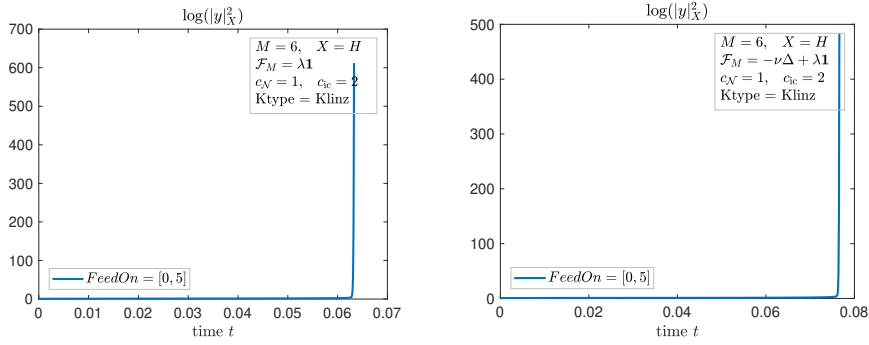 log(|y|²_X)
700
600
500
400
300
200
100
0
M = 6, X = H
𝓕_M = λ𝟏
c_𝒩 = 1, c_ic = 2
Ktype = Klinz
FeedOn = [0, 5]
0 0.01 0.02 0.03 0.04 0.05 0.06 0.07
time t
log(|y|²_X)
500
400
300
200
100
0
M = 6, X = H
𝓕_M = −νΔ + λ𝟏
c_𝒩 = 1, c_ic = 2
Ktype = Klinz
FeedOn = [0, 5]
0 0.02 0.04 0.06 0.08
time t